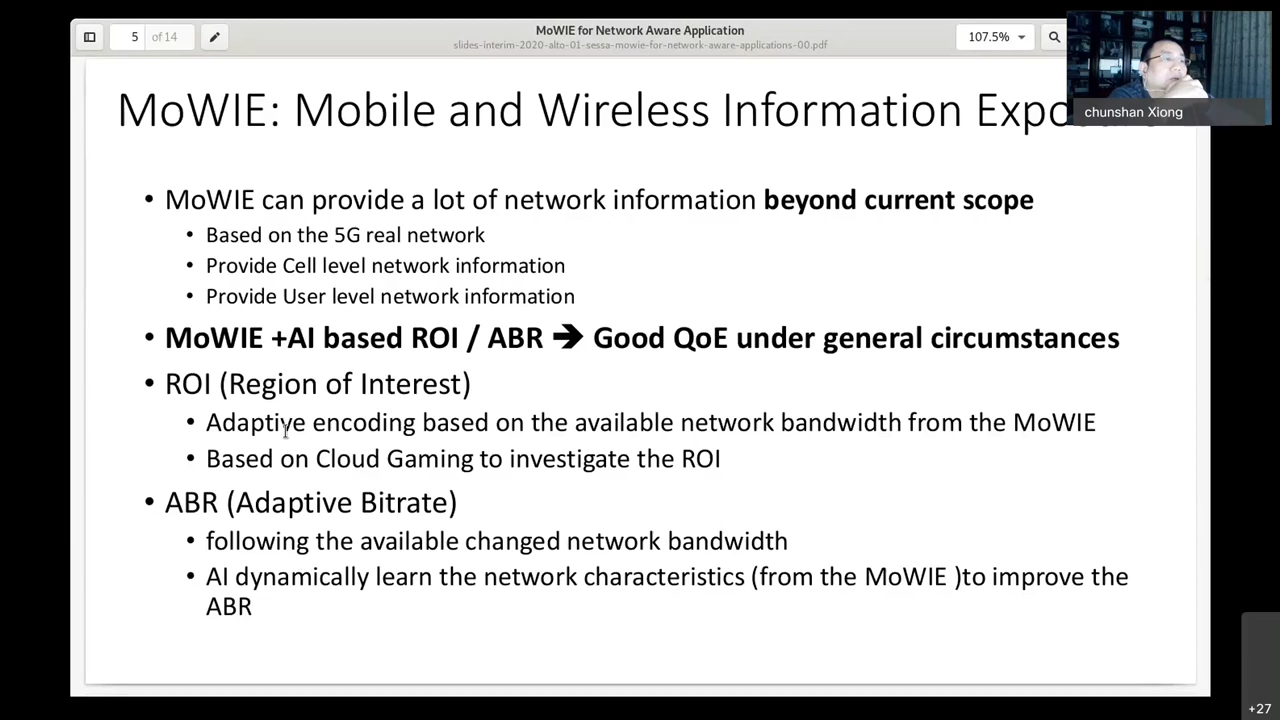 5 of 14
MoWIE for Network Aware Application
slides-interim-2020-alto-01-sessa-mowie-for-network-aware-applications-00.pdf
107.5%
chunshan Xiong
MoWIE: Mobile and Wireless Information
• MoWIE can provide a lot of network information beyond current scope
• Based on the 5G real network
• Provide Cell level network information
• Provide User level network information
• MoWIE +AI based ROI / ABR ➔ Good QoE under general circumstances
• ROI (Region of Interest)
• Adaptive encoding based on the available network bandwidth from the MoWIE
• Based on Cloud Gaming to investigate the ROI
• ABR (Adaptive Bitrate)
• following the available changed network bandwidth
• AI dynamically learn the network characteristics (from the MoWIE )to improve the
ABR
+27